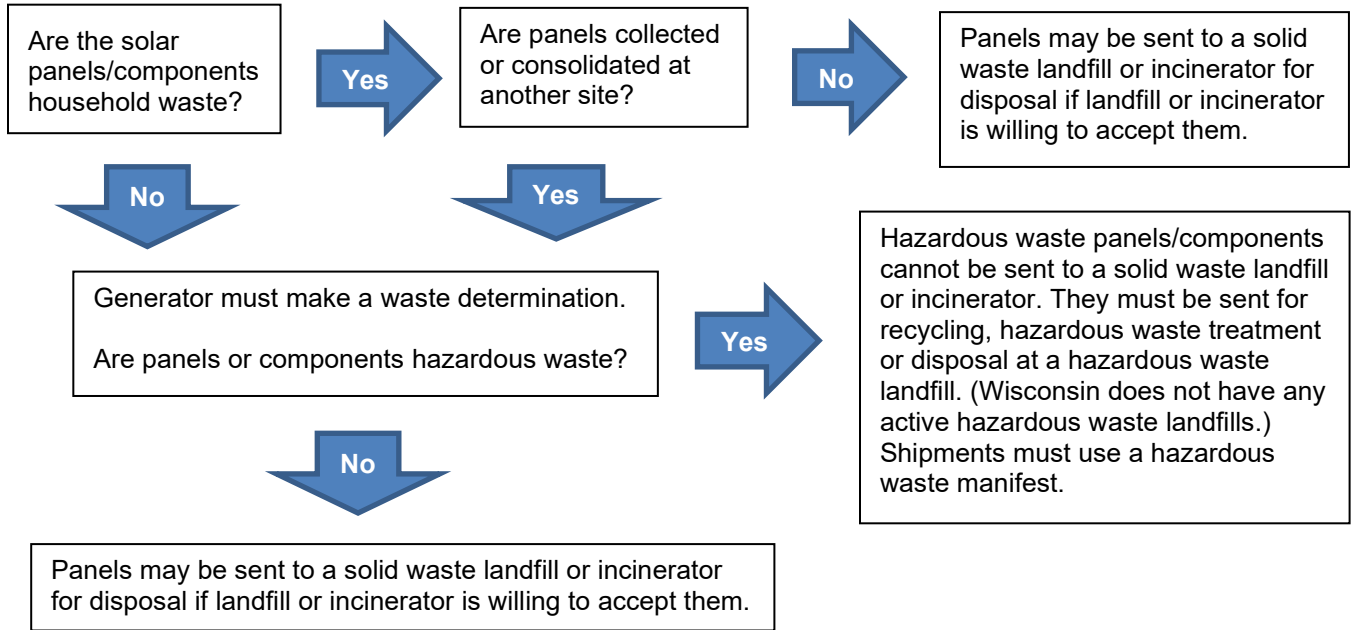 Are the solar
panels/components
household waste?
Yes
Are panels collected
or consolidated at
another site?
No
Panels may be sent to a solid
waste landfill or incinerator for
disposal if landfill or incinerator
is willing to accept them.
No
Yes
Generator must make a waste determination.
Are panels or components hazardous waste?
Yes
Hazardous waste panels/components
cannot be sent to a solid waste landfill
or incinerator. They must be sent for
recycling, hazardous waste treatment
or disposal at a hazardous waste
landfill. (Wisconsin does not have any
active hazardous waste landfills.)
Shipments must use a hazardous
waste manifest.
No
Panels may be sent to a solid waste landfill or incinerator
for disposal if landfill or incinerator is willing to accept them.